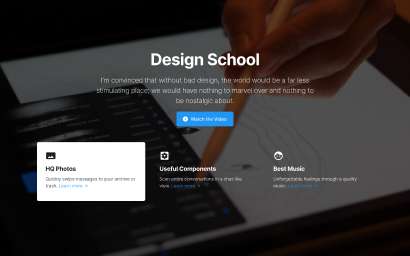 Design School
I'm convinced that without bad design, the world would be a far less
stimulating place; we would have nothing to marvel over and nothing to
be nostalgic about.
Watch the Video
HQ Photos
Quickly swipe messages to your archive or
trash. Learn more →
Useful Components
Scan entire conversations in a chat like
view. Learn more →
Best Music
Unforgettable feelings through a quality
music. Learn more →